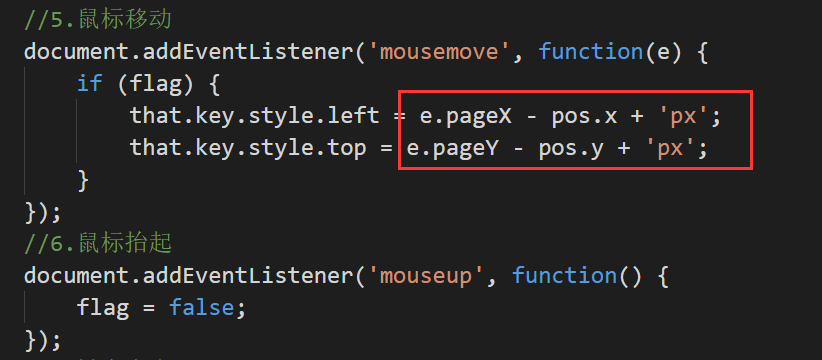 //5.鼠标移动
document.addEventListener('mousemove', function(e) {
if (flag) {
that.key.style.left = e.pageX - pos.x + 'px';
that.key.style.top = e.pageY - pos.y + 'px';
}
});
//6.鼠标抬起
document.addEventListener('mouseup', function() {
flag = false;
});